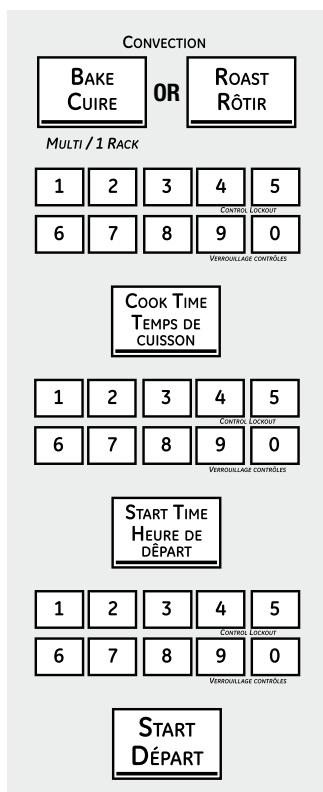 CONVECTION
BAKE OR ROAST
CUIRE RÔTIR
MULTI / 1 RACK
1 2 3 4 5
CONTROL LOCKOUT
6 7 8 9 0
VERROUILLAGE CONTRÔLES
COOK TIME
TEMPS DE
CUISSON
1 2 3 4 5
CONTROL LOCKOUT
6 7 8 9 0
VERROUILLAGE CONTRÔLES
START TIME
HEURE DE
DÊPART
1 2 3 4 5
CONTROL LOCKOUT
6 7 8 9 0
VERROUILLAGE CONTRÔLES
START
DÉPART